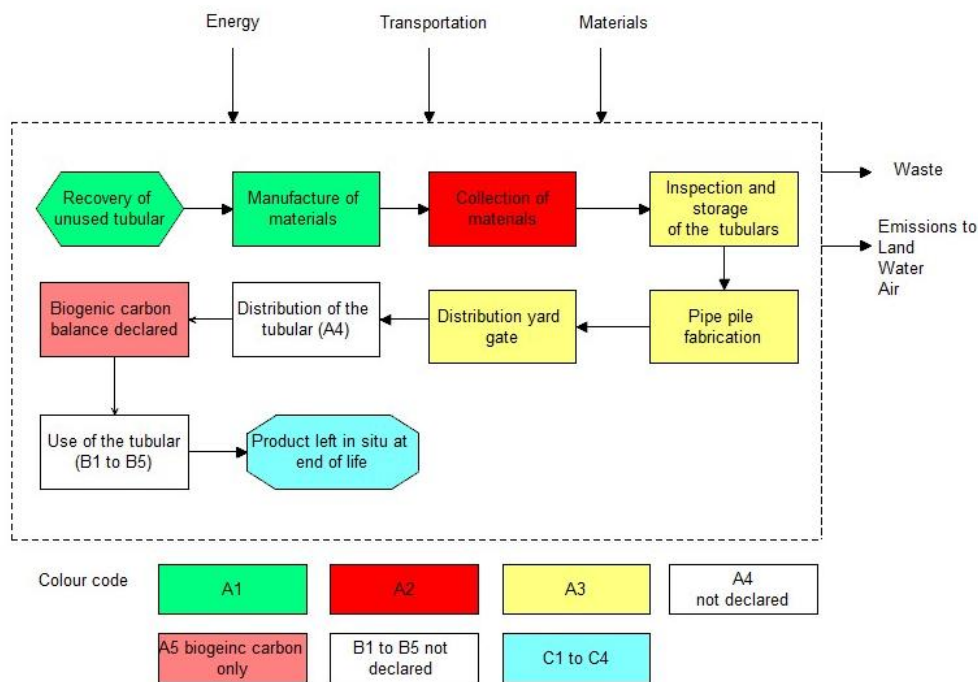 Energy
Transportation
Materials
Recovery of
unused tubular
Manufacture of
materials
Collection of
materials
Inspection and
storage
of the tubulars
Waste
Emissions to
Land
Water
Air
Biogenic carbon
balance declared
Distribution of the
tubular (A4)
Distribution yard
gate
Pipe pile
fabrication
Use of the tubular
(B1 to B5)
Product left in situ at
end of life
Colour code
A1
A2
A3
A4
not declared
A5 biogeinc carbon
only
B1 to B5 not
declared
C1 to C4